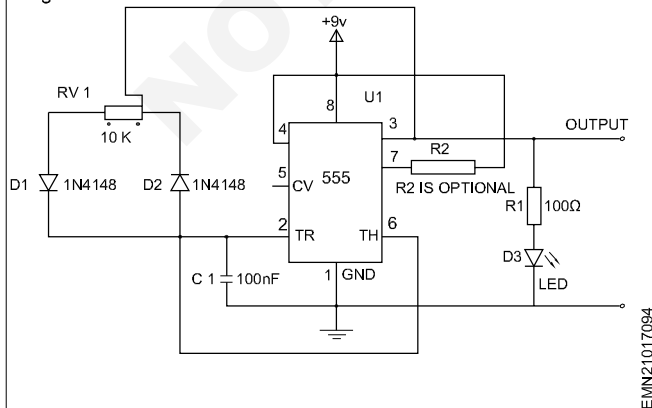 +9v
RV 1
U1
8
4
3
OUTPUT
10 K
7
R2
5
555
D1
1N4148
D2
1N4148
CV
R2 IS OPTIONAL
R1
100Ω
2
6
TR
TH
D3
C 1
100nF
1
GND
LED
EMN21017094